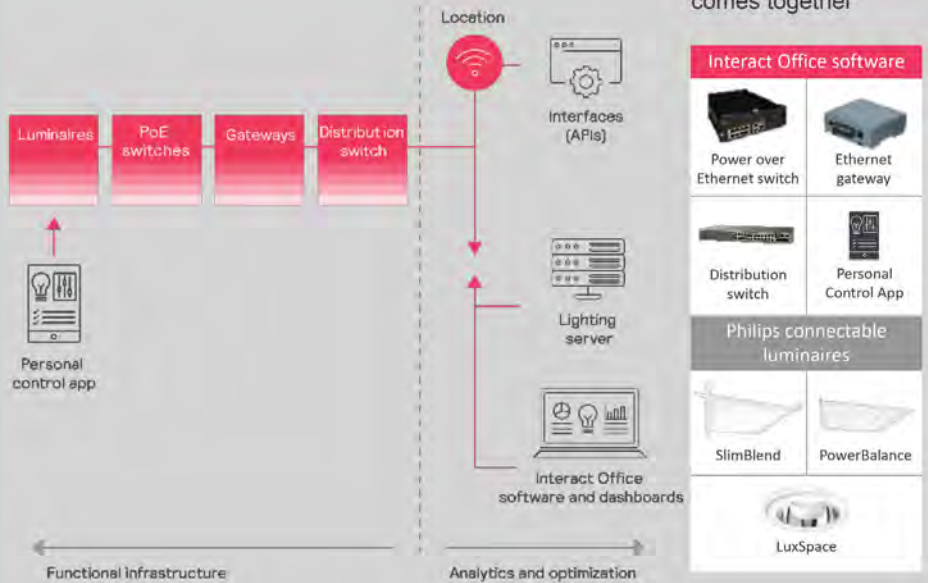 comes together
Location
Interfaces
(APIs)
Luminaires
PoE
switches
Gateways
Distribution
switch
Personal
control app
Lighting
server
Interact Office
software and dashboards
Functional infrastructure
Analytics and optimization
Interact Office software
Power over
Ethernet switch
Ethernet
gateway
Distribution
switch
Personal
Control App
Philips connectable
luminaires
SlimBlend
PowerBalance
LuxSpace